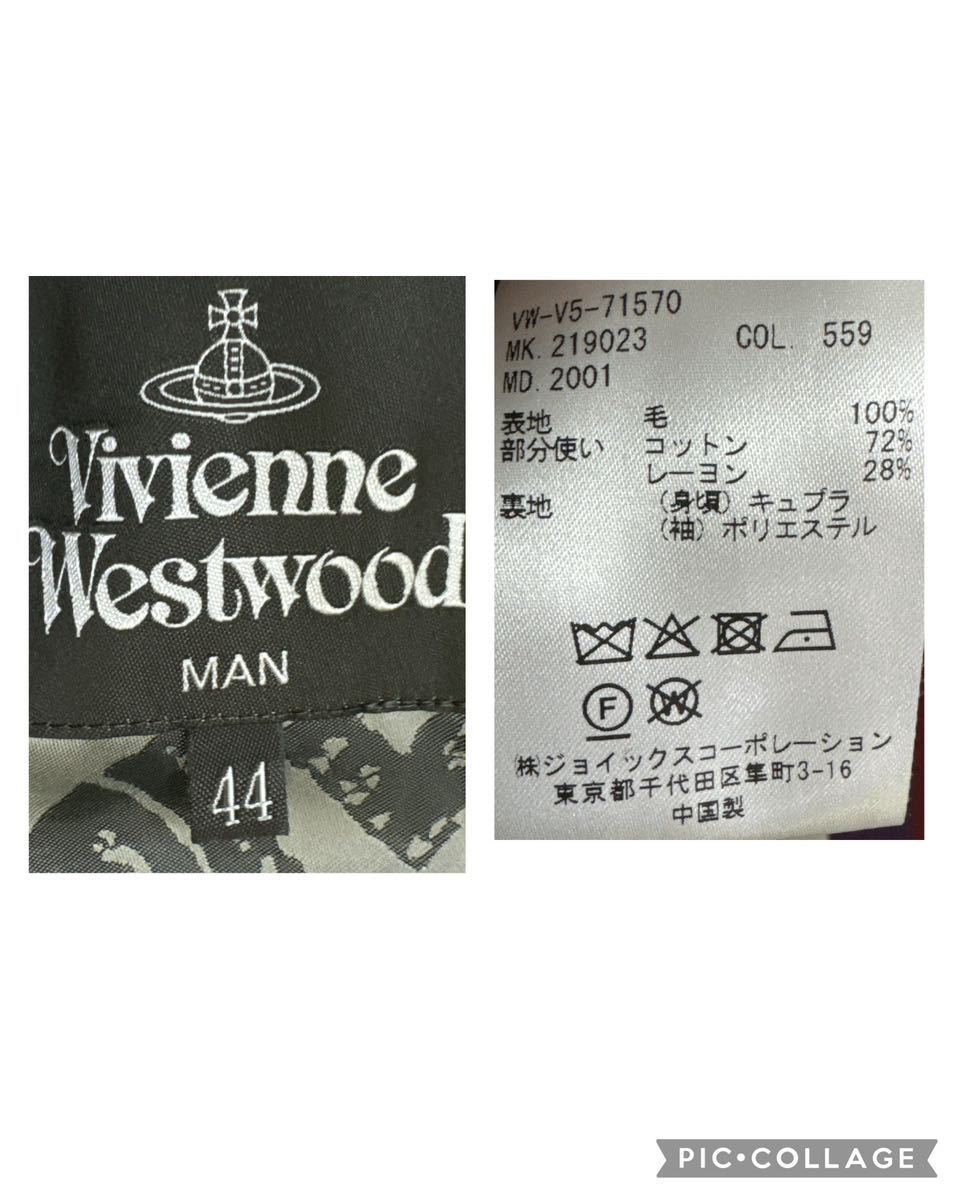 Vivienne
Westwood
MAN
44
VW-V5-71570
MK. 219023 COL. 559
MD. 2001
表地 毛 100%
部分使い コットン 72%
レーヨン 28%
裏地 (身頃) キュプラ
(袖) ポリエステル
F
W
㈱ジョイックスコーポレーション
東京都千代田区隼町3-16
中国製
PIC•COLLAGE